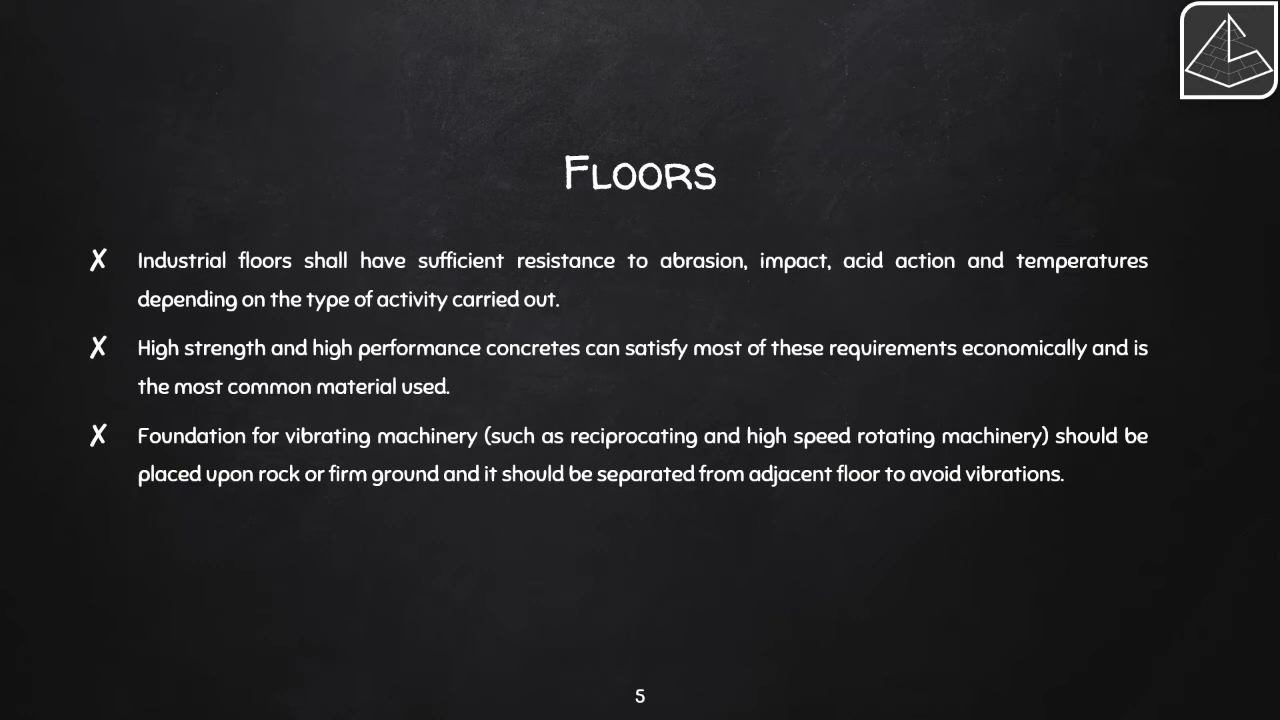 Floors
✗ Industrial floors shall have sufficient resistance to abrasion, impact, acid action and temperatures
depending on the type of activity carried out.
✗ High strength and high performance concretes can satisfy most of these requirements economically and is
the most common material used.
✗ Foundation for vibrating machinery (such as reciprocating and high speed rotating machinery) should be
placed upon rock or firm ground and it should be separated from adjacent floor to avoid vibrations.
5